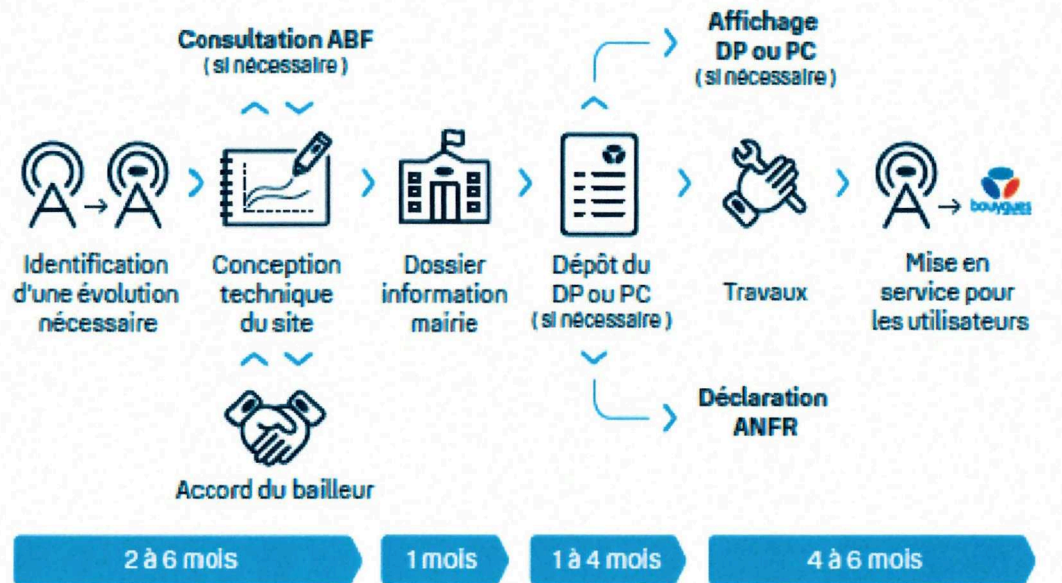 Consultation ABF
( si nécessaire )
Affichage
DP ou PC
( si nécessaire )
Identification
d'une évolution
nécessaire
Conception
technique
du site
Dossier
information
mairie
Dépôt du
DP ou PC
( si nécessaire )
Travaux
bouygues
Mise en
service pour
les utilisateurs
Accord du bailleur
Déclaration
ANFR
2 à 6 mois
1 mois
1 à 4 mois
4 à 6 mois